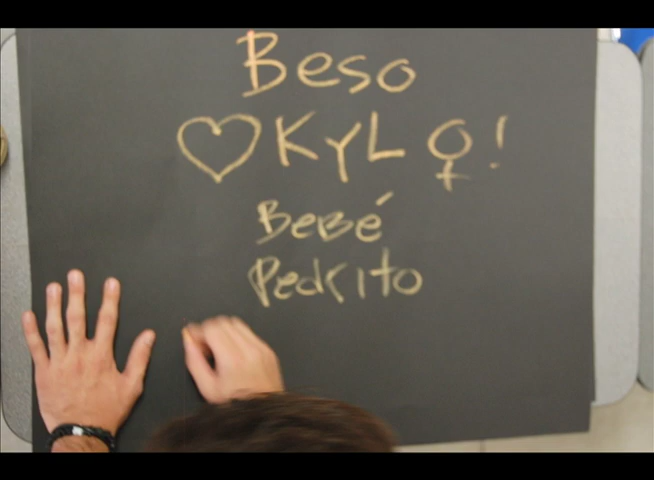 Beso
♡ KYL ♀!
BeBé
Pedrito